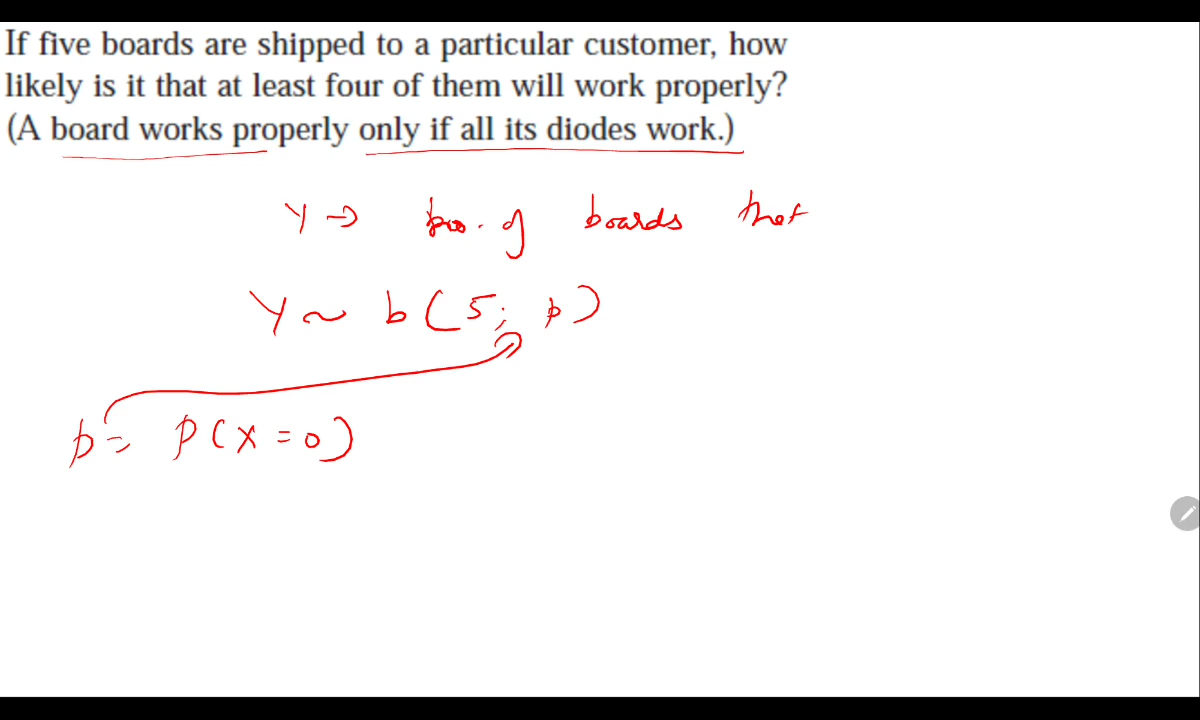 If five boards are shipped to a particular customer, how
likely is it that at least four of them will work properly?
(A board works properly only if all its diodes work.)
Y → no. of boards that
Y ~ b(5; p)
p = P(X = 0)